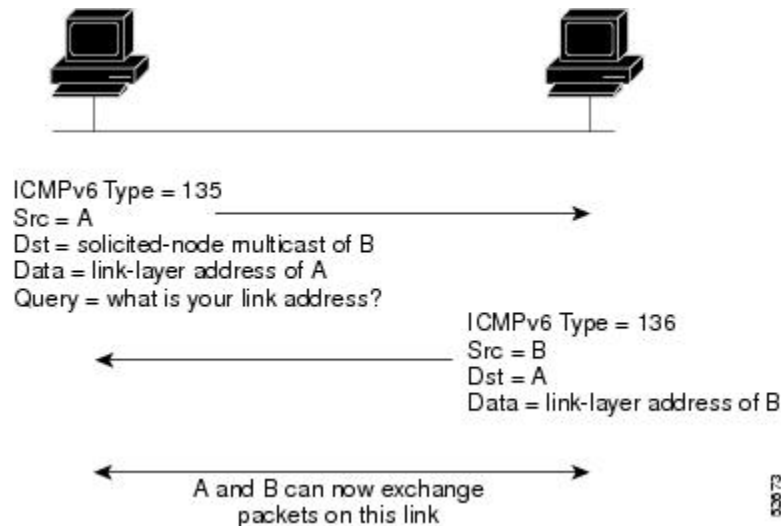 ICMPv6 Type = 135
Src = A
Dst = solicited-node multicast of B
Data = link-layer address of A
Query = what is your link address?
ICMPv6 Type = 136
Src = B
Dst = A
Data = link-layer address of B
A and B can now exchange
packets on this link